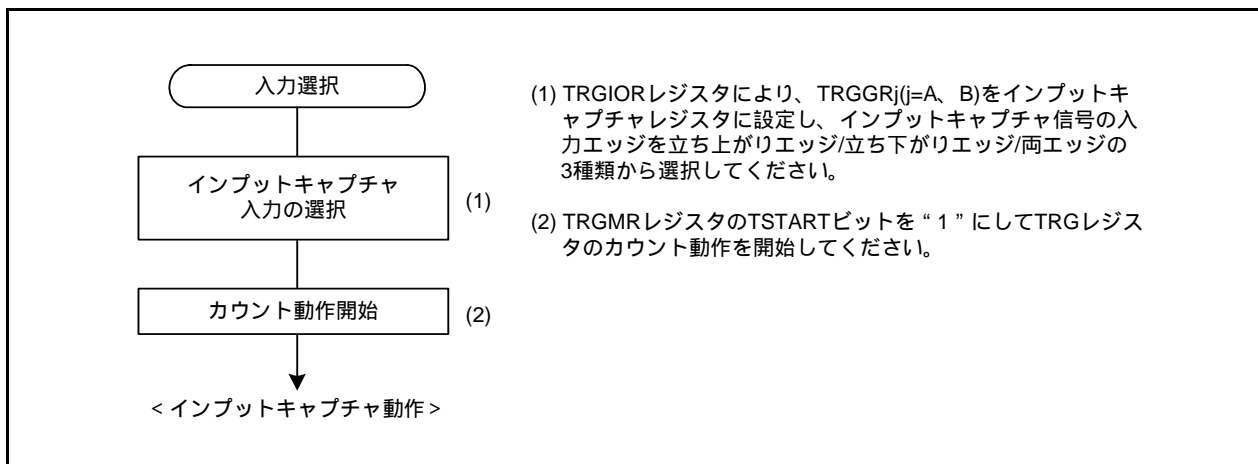 入力選択
インプットキャプチャ
入力の選択
(1)
カウント動作開始
(2)
< インプットキャプチャ動作 >
(1) TRGIORレジスタにより、TRGGRj(j=A、B)をインプットキ
ャプチャレジスタに設定し、インプットキャプチャ信号の入
力エッジを立ち上がりエッジ/立ち下がりエッジ/両エッジの
3種類から選択してください。
(2) TRGMRレジスタのTSTARTビットを “ 1 ” にしてTRGレジス
タのカウント動作を開始してください。